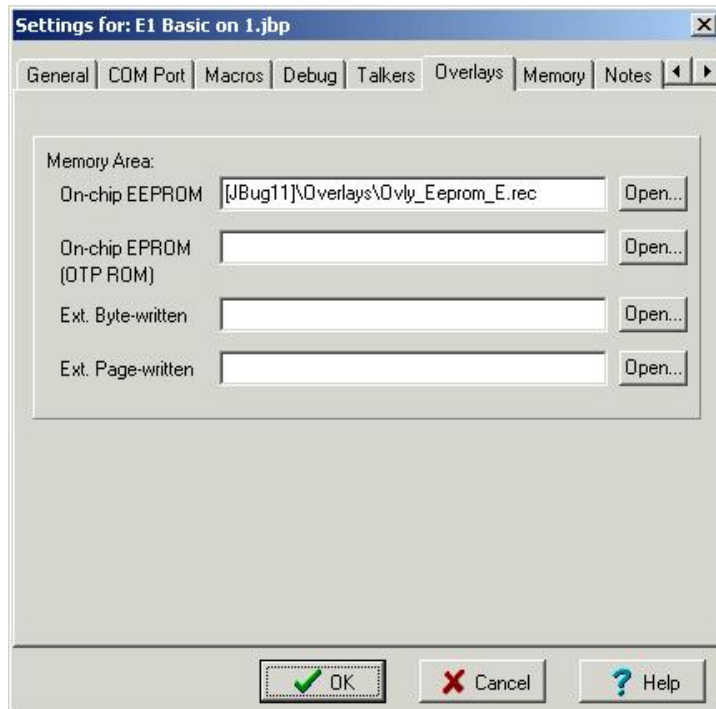 Settings for: E1 Basic on 1.jbp
General COM Port Macros Debug Talkers Overlays Memory Notes
Memory Area:
On-chip EEPROM [JBug11]\Overlays\Ovly_Eeprom_E.rec Open...
On-chip EPROM Open...
(OTP ROM)
Ext. Byte-written Open...
Ext. Page-written Open...
OK Cancel ? Help